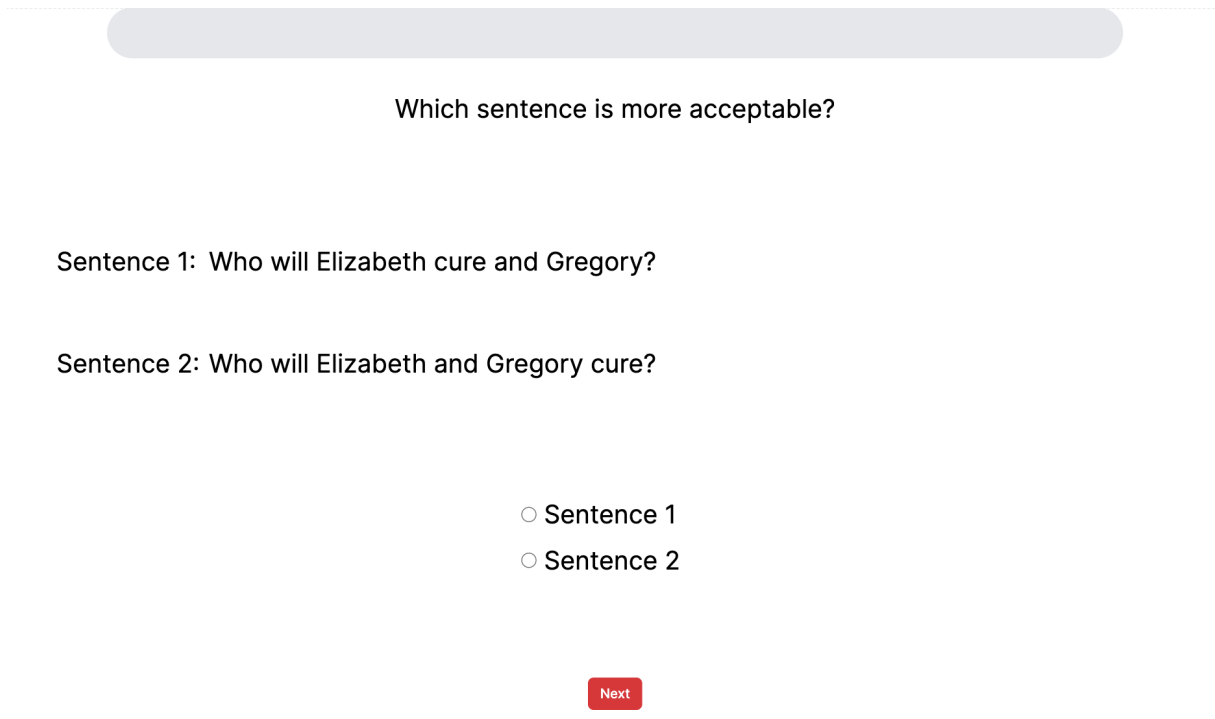 Which sentence is more acceptable?
Sentence 1: Who will Elizabeth cure and Gregory?
Sentence 2: Who will Elizabeth and Gregory cure?
Sentence 1
Sentence 2
Next